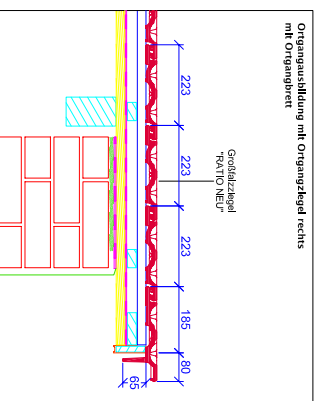 Ortgangausbildung mit Ortgangziegel rechts
mit Ortgangbrett
Großfalzziegel
"RATIO NEU"
223
223
223
185
80
65